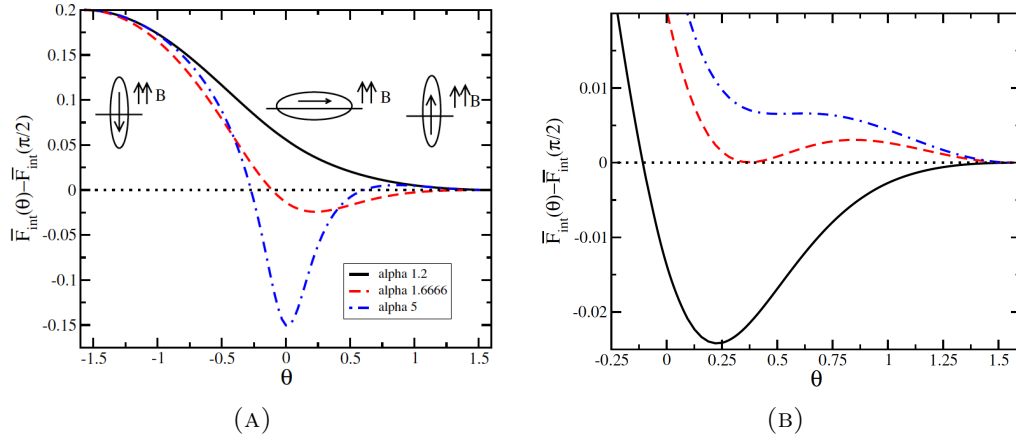 0.2
0.15
0.1
0.05
0
-0.05
-0.1
-0.15
F̅int(θ)−F̅int(π/2)
B
B
B
alpha 1.2
alpha 1.6666
alpha 5
-1.5 -1 -0.5 0 0.5 1 1.5
θ
(A)
0.01
0
-0.01
-0.02
F̅int(θ)−F̅int(π/2)
-0.25 0 0.25 0.5 0.75 1 1.25 1.5
θ
(B)